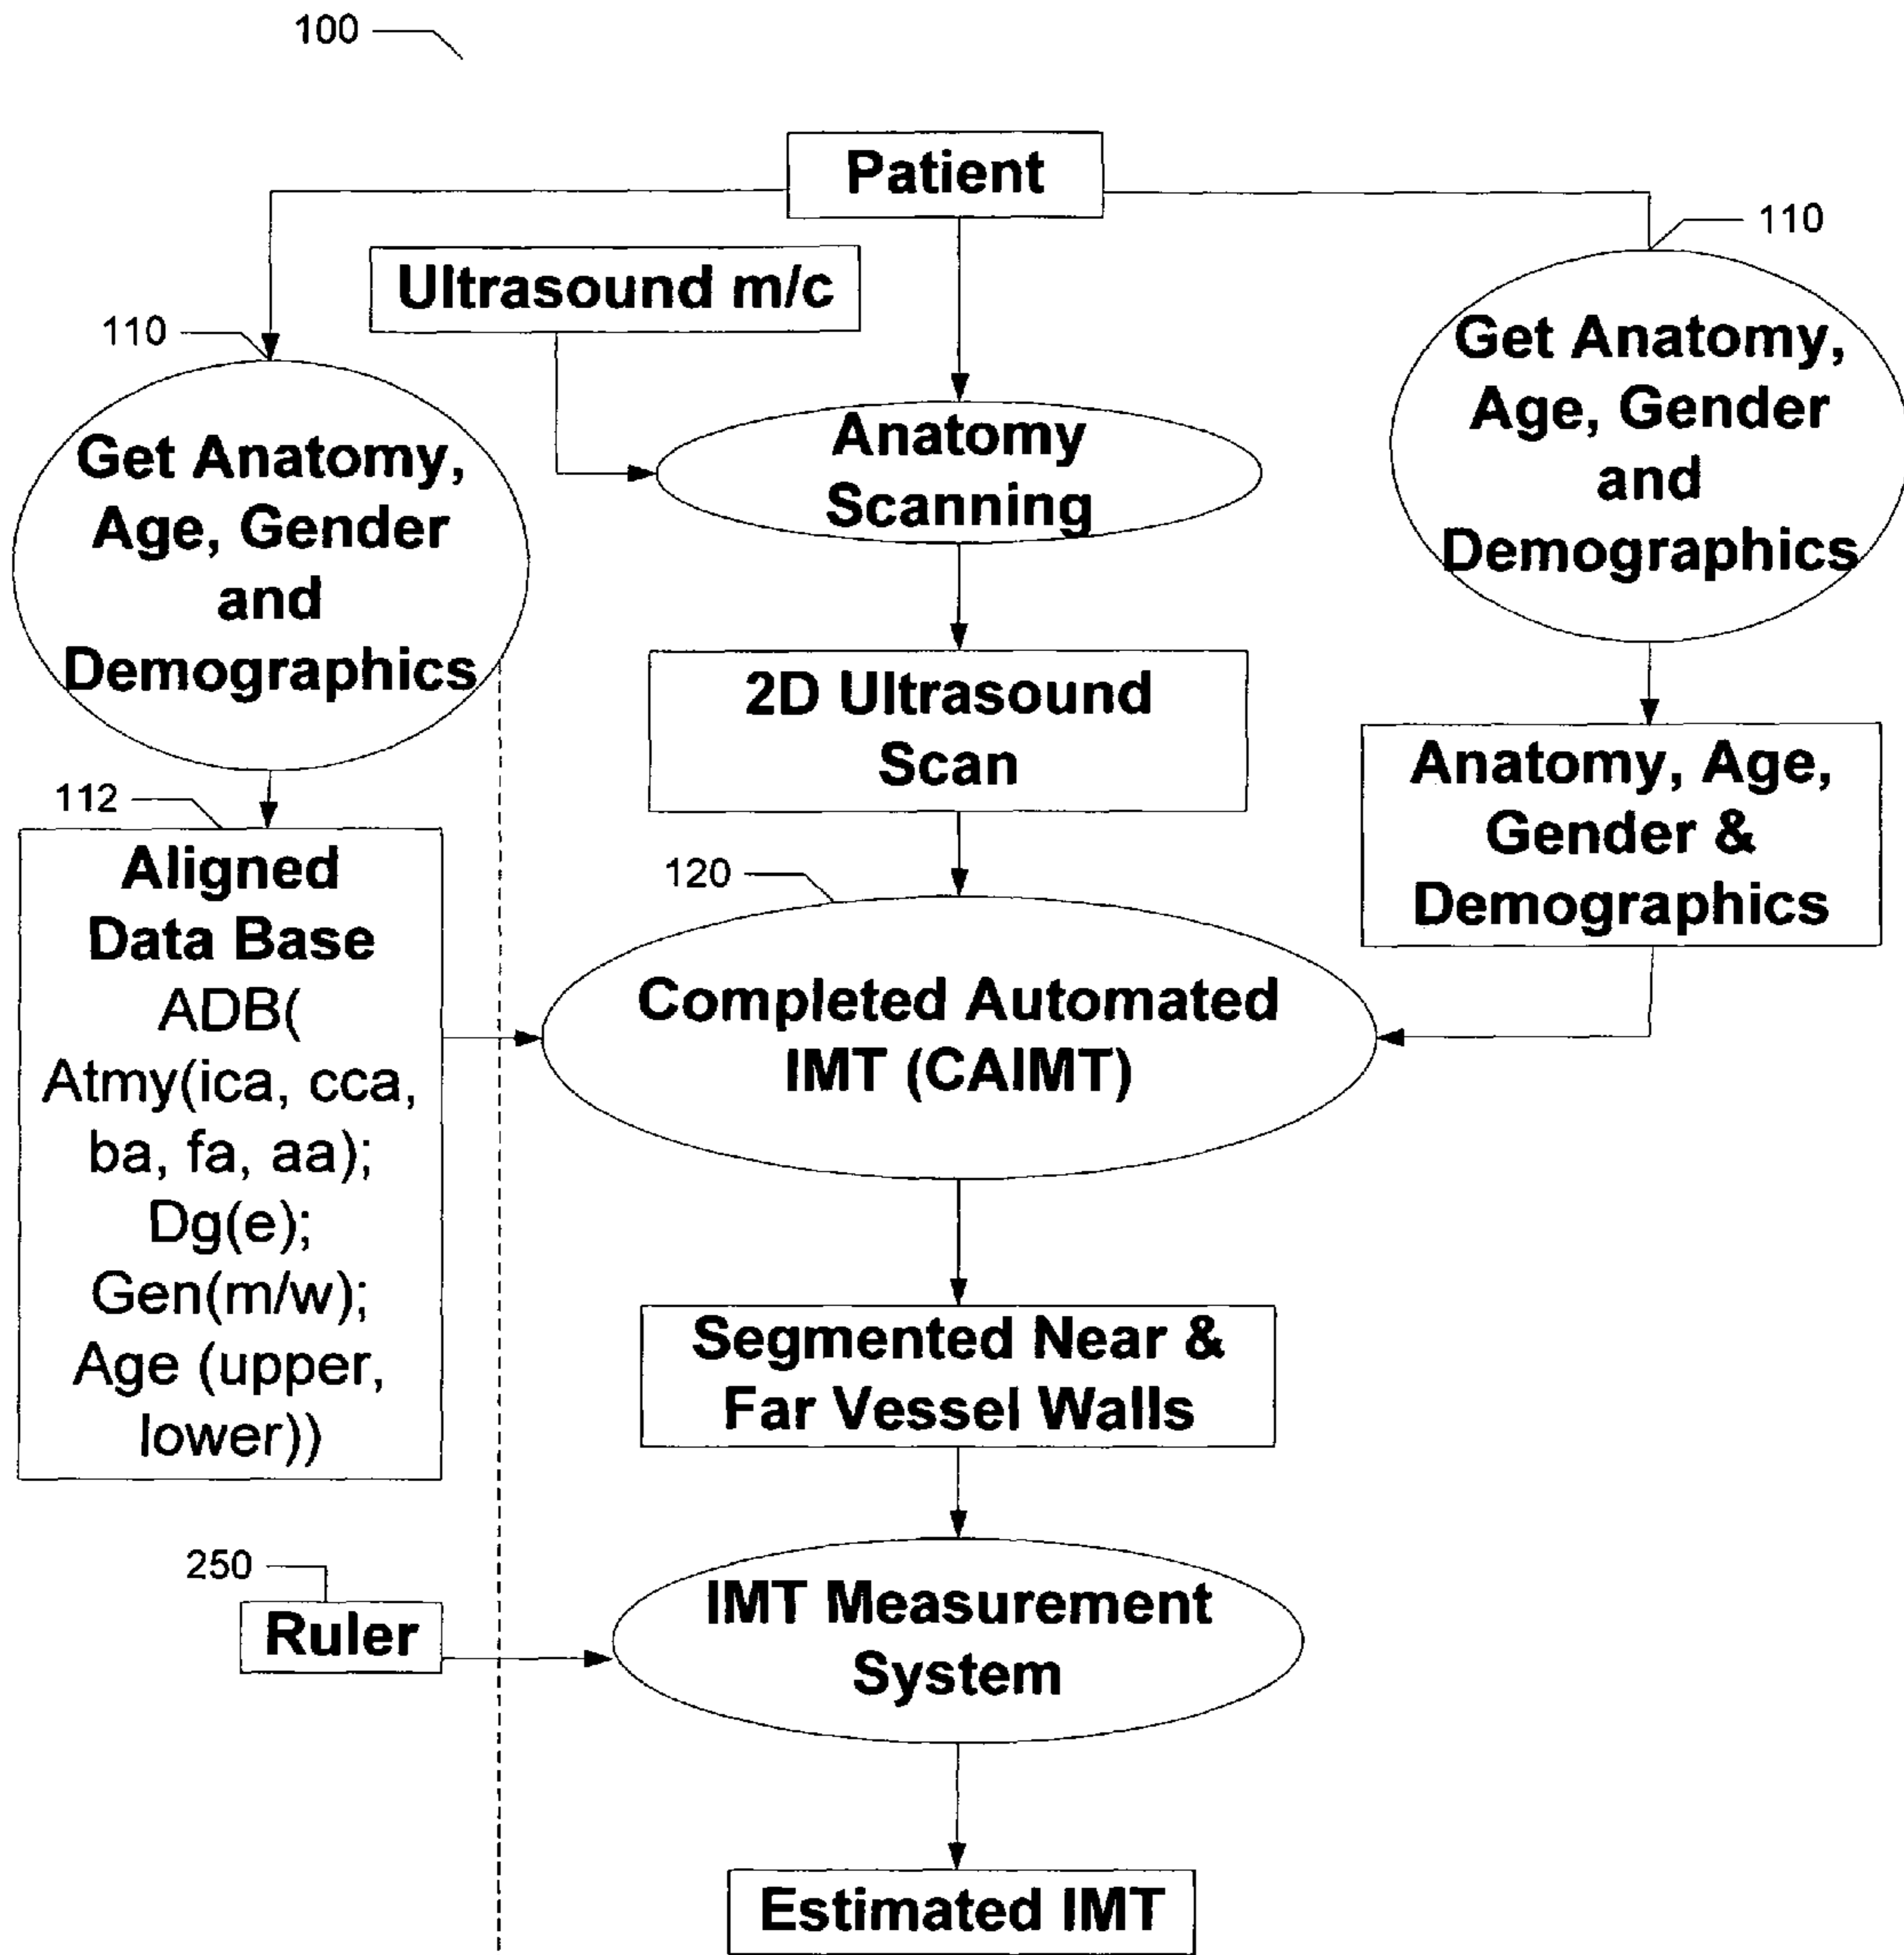 100
Patient
Ultrasound m/c
110
110
Get Anatomy,
Age, Gender
and
Demographics
Anatomy
Scanning
Get Anatomy,
Age, Gender
and
Demographics
2D Ultrasound
Scan
Anatomy, Age,
Gender &
Demographics
112
Aligned
Data Base
ADB(
Atmy(ica, cca,
ba, fa, aa);
Dg(e);
Gen(m/w);
Age (upper,
lower))
120
Completed Automated
IMT (CAIMT)
Segmented Near &
Far Vessel Walls
250
Ruler
IMT Measurement
System
Estimated IMT